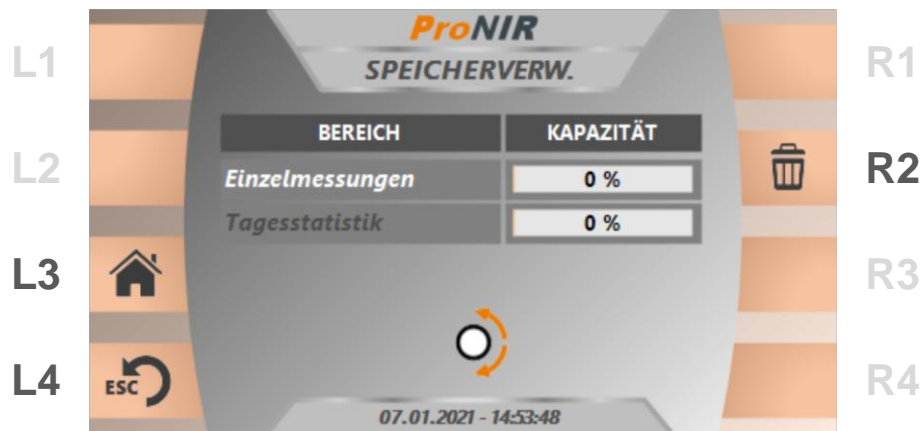 ProNIR
L1
R1
SPEICHERVERW.
BEREICH KAPAZITÄT
L2
R2
Einzelmessungen 0 %
Tagesstatistik 0 %
L3
R3
L4
ESC
R4
07.01.2021 - 14:53:48